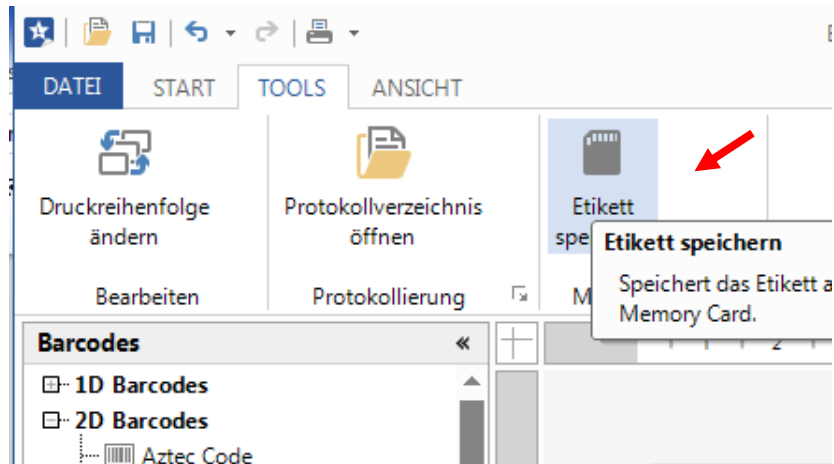 DATEI START TOOLS ANSICHT
Druckreihenfolge
ändern
Protokollverzeichnis
öffnen
Etikett
Bearbeiten
Protokollierung
Etikett speichern
Speichert das Etikett
Memory Card.
Barcodes
2
1D Barcodes
2D Barcodes
Aztec Code